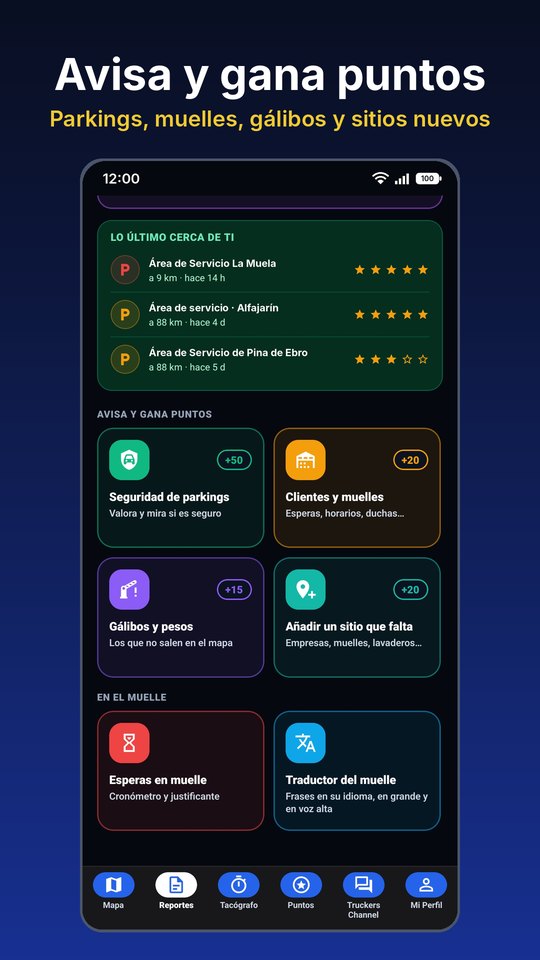 Avisa y gana puntos
Parkings, muelles, gálibos y sitios nuevos
12:00
100
LO ÚLTIMO CERCA DE TI
P
Área de Servicio La Muela
a 9 km · hace 14 h
P
Área de servicio · Alfajarín
a 88 km · hace 4 d
P
Área de Servicio de Pina de Ebro
a 88 km · hace 5 d
AVISA Y GANA PUNTOS
+50
Seguridad de parkings
Valora y mira si es seguro
+20
Clientes y muelles
Esperas, horarios, duchas...
+15
Gálibos y pesos
Los que no salen en el mapa
+20
Añadir un sitio que falta
Empresas, muelles, lavaderos...
EN EL MUELLE
Esperas en muelle
Cronómetro y justificante
Traductor del muelle
Frases en su idioma, en grande y
en voz alta
Mapa
Reportes
Tacógrafo
Puntos
Truckers
Channel
Mi Perfil